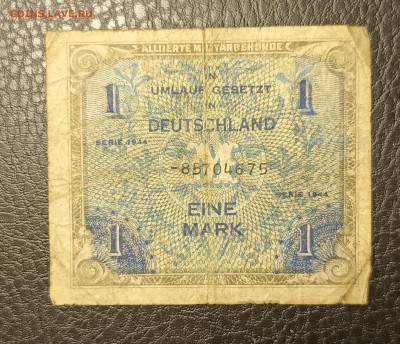 COINS.LAVE.RU
ALLIIERTE MILITÄRBEHÖRDE
IN
UMLAUF GESETZT
IN
1 1
DEUTSCHLAND
SERIE 1944
-85704675
SERIE 1944
EINE
MARK
1 1